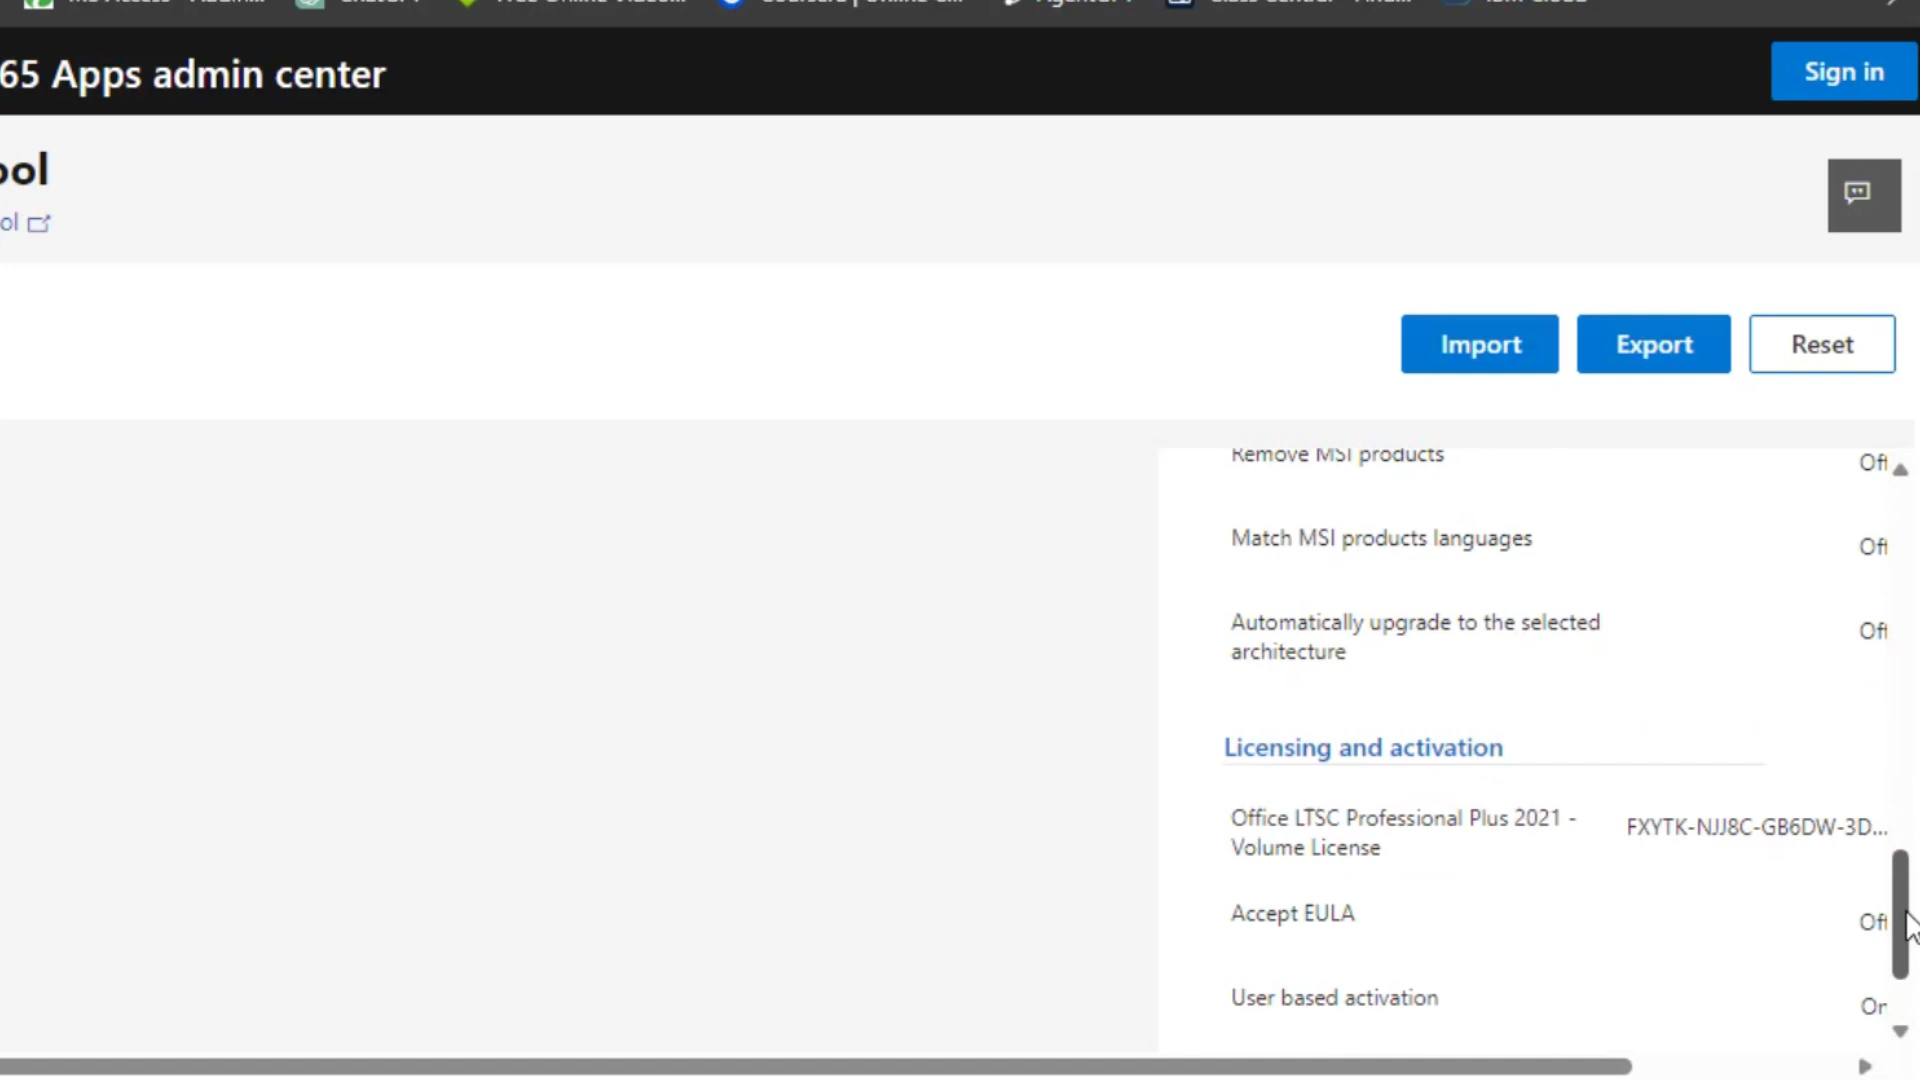 65 Apps admin center
Sign in
ool
ol
Import
Export
Reset
Remove MSI products
Off
Match MSI products languages
Off
Automatically upgrade to the selected
architecture
Off
Licensing and activation
Office LTSC Professional Plus 2021 -
Volume License
FXYTK-NJJ8C-GB6DW-3D...
Accept EULA
Off
User based activation
On